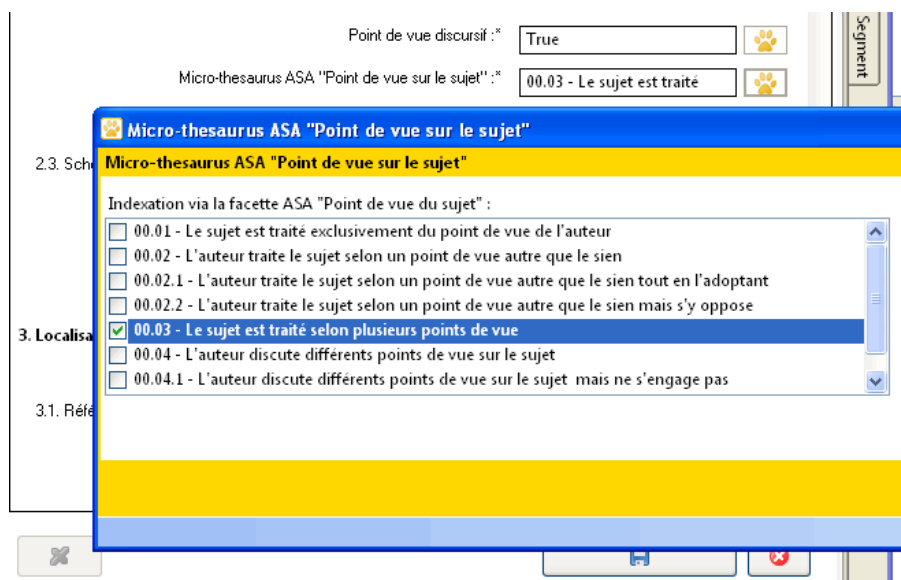 Point de vue discursif :*
True
Segment
Micro-thesaurus ASA "Point de vue sur le sujet" :*
00.03 - Le sujet est traité
Micro-thesaurus ASA "Point de vue sur le sujet"
2.3. Sch
Micro-thesaurus ASA "Point de vue sur le sujet"
Indexation via la facette ASA "Point de vue du sujet" :
00.01 - Le sujet est traité exclusivement du point de vue de l'auteur
00.02 - L'auteur traite le sujet selon un point de vue autre que le sien
00.02.1 - L'auteur traite le sujet selon un point de vue autre que le sien tout en l'adoptant
00.02.2 - L'auteur traite le sujet selon un point de vue autre que le sien mais s'y oppose
3. Localisa
00.03 - Le sujet est traité selon plusieurs points de vue
00.04 - L'auteur discute différents points de vue sur le sujet
00.04.1 - L'auteur discute différents points de vue sur le sujet  mais ne s'engage pas
3.1. Réfé